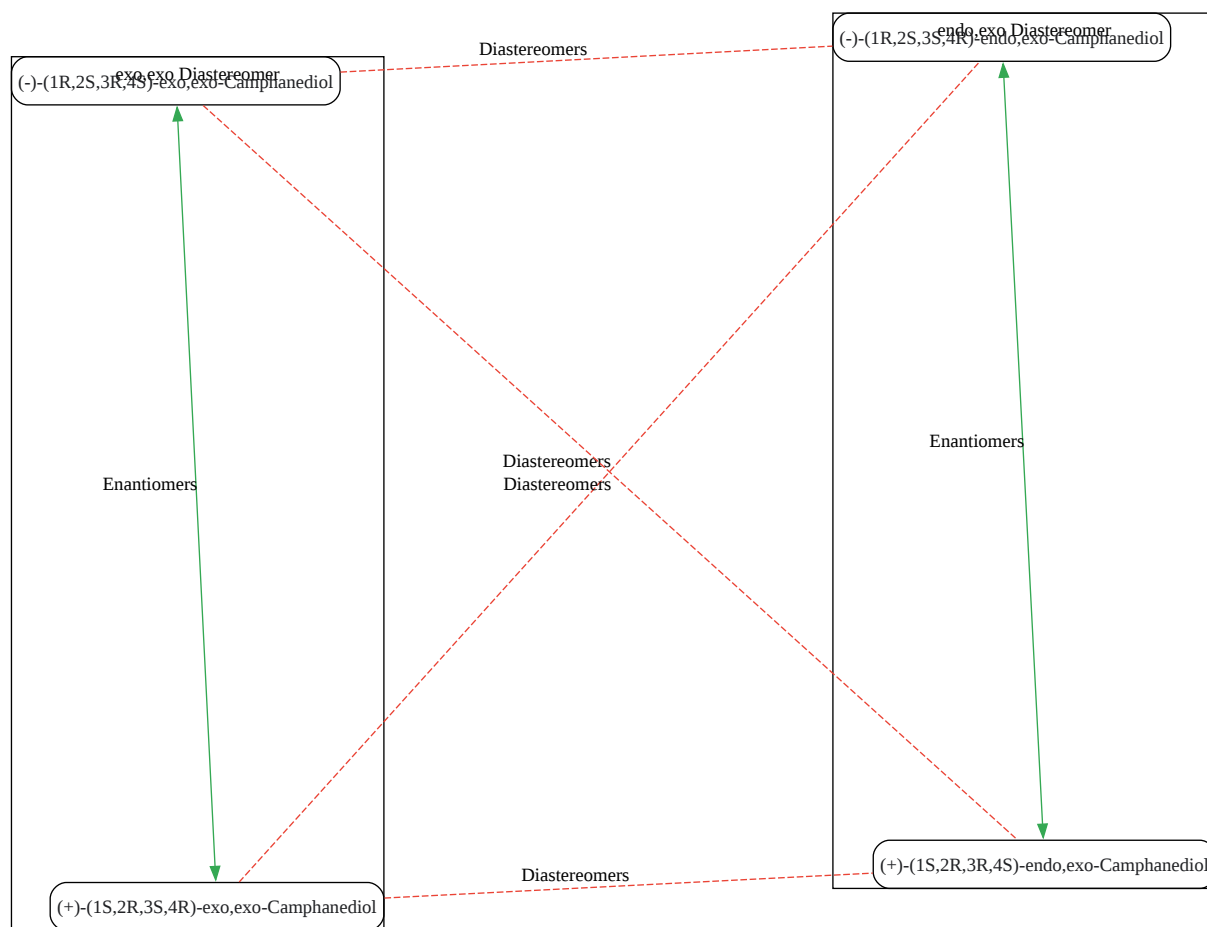 endo,exo Diastereomer
(-)-(1R,2S,3S,4R)-endo,exo-Camphanediol
Diastereomers
exo,exo Diastereomer
(-)-(1R,2S,3R,4S)-exo,exo-Camphanediol
Enantiomers
Diastereomers
Enantiomers
Diastereomers
(+)-(1S,2R,3R,4S)-endo,exo-Camphanediol
Diastereomers
(+)-(1S,2R,3S,4R)-exo,exo-Camphanediol